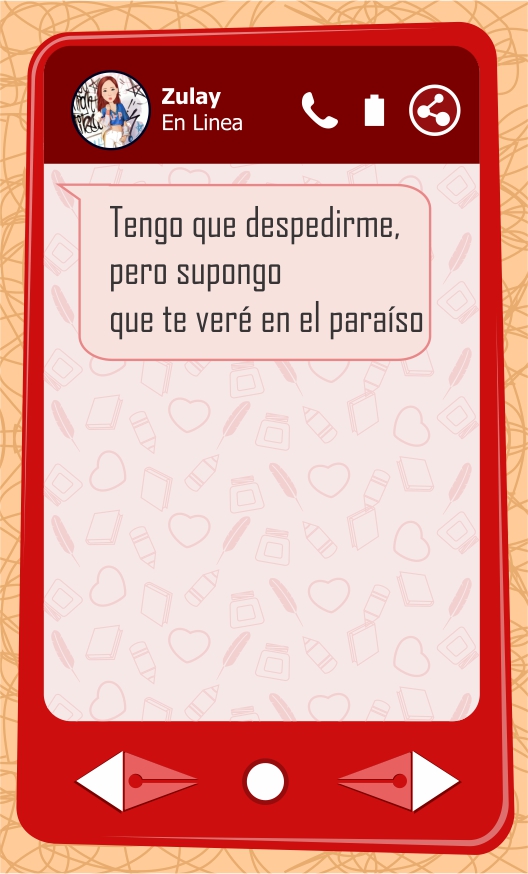 Zulay
En Linea
Tengo que despedirme,
pero supongo
que te veré en el paraíso